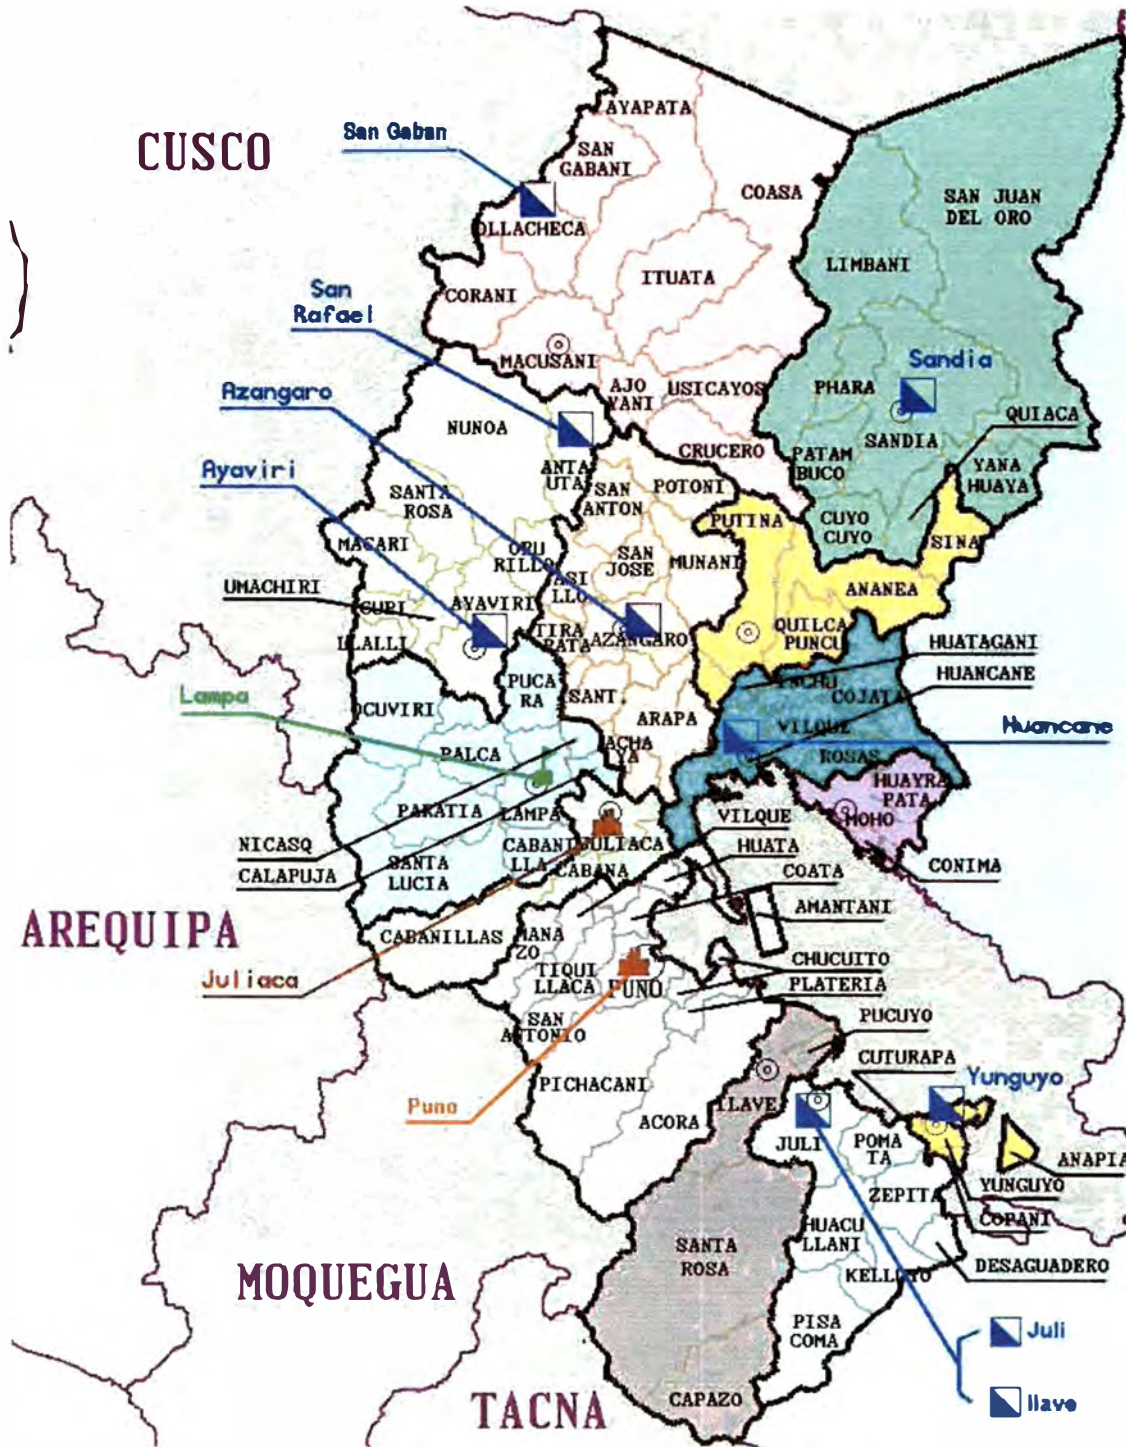 AYAPATA
CUSCO
San Gaban
SAN
GABANI
COASA
SAN JUAN
DEL ORO
OLLACHECA
LIMBANI
ITUATA
San
Rafael
CORANI
MACUSANI
Sandia
Azangaro
AJO
YANI
USICAYOS
PHARA
QUIACA
NUNOA
CRUCERO
SANDIA
PATAM
BUCO
Ayaviri
ANTA
UTA
YANA
HUAYA
SANTA
ROSA
SAN
ANTON
POTONI
PUTINA
CUYO
CUYO
SINA
MACARI
ORU
RILLO
SAN
JOSE
MUNANI
UMACHIRI
ASI
LLO
ANANEA
CUPI
AYAVIRI
QUILCA
PUNCU
LLALLI
TIRA
PATA
AZANGARO
HUATAGANI
PUCA
RA
HUANCANE
Lampa
SANT.
INCHU
COJATA
OCUVIRI
ARAPA
VILQUE
Huancane
PALCA
ACHA
YA
ROSAS
HUAYRA
PATA
PARATIA
LAMPA
MOHO
VILQUE
NICASQ
CABANI
LLA
JULIACA
HUATA
CALAPUJA
SANTA
LUCIA
CABANA
COATA
CONIMA
AMANTANI
AREQUIPA
CABANILLAS
MANA
ZO
CHUCUITO
Juliaca
TIQUI
LLACA
PUNO
PLATERIA
SAN
ANTONIO
PUCUYO
CUTURAPA
PICHACANI
Yunguyo
Puno
ILAVE
ACORA
JULI
POMA
TA
ANAPIA
ZEPITA
YUNGUYO
HUACU
LLANI
COPANI
SANTA
ROSA
DESAGUADERO
KELLUYO
MOQUEGUA
PISA
COMA
Juli
CAPAZO
TACNA
Ilave